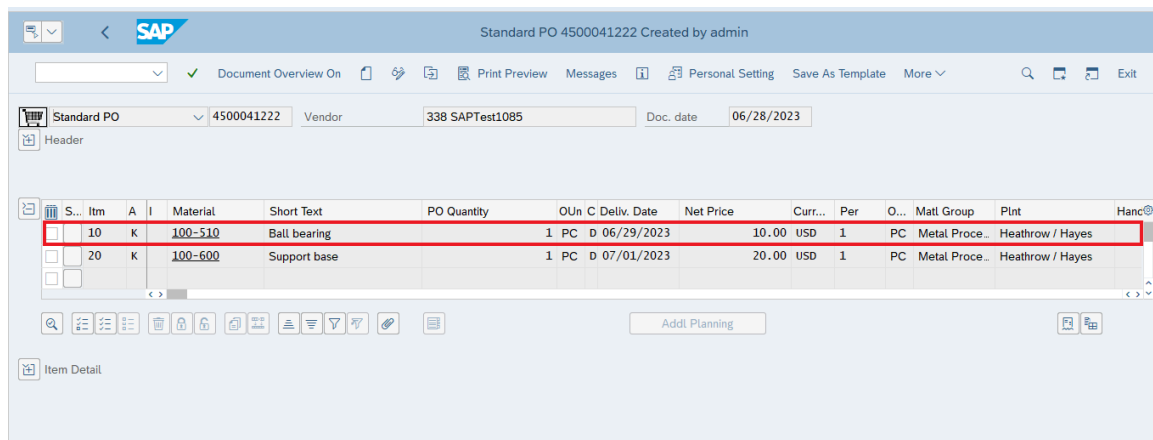 SAP Standard PO 4500041222 Created by admin
Document Overview On Print Preview Messages Personal Setting Save As Template More Exit
Standard PO 4500041222 Vendor 338 SAPTest1085 Doc. date 06/28/2023
Header
S... Itm A I Material Short Text PO Quantity OUn C Deliv. Date Net Price Curr... Per O... Matl Group Plnt Hanc
10 K 100-510 Ball bearing 1 PC D 06/29/2023 10.00 USD 1 PC Metal Proce... Heathrow / Hayes
20 K 100-600 Support base 1 PC D 07/01/2023 20.00 USD 1 PC Metal Proce... Heathrow / Hayes
Addl Planning
Item Detail